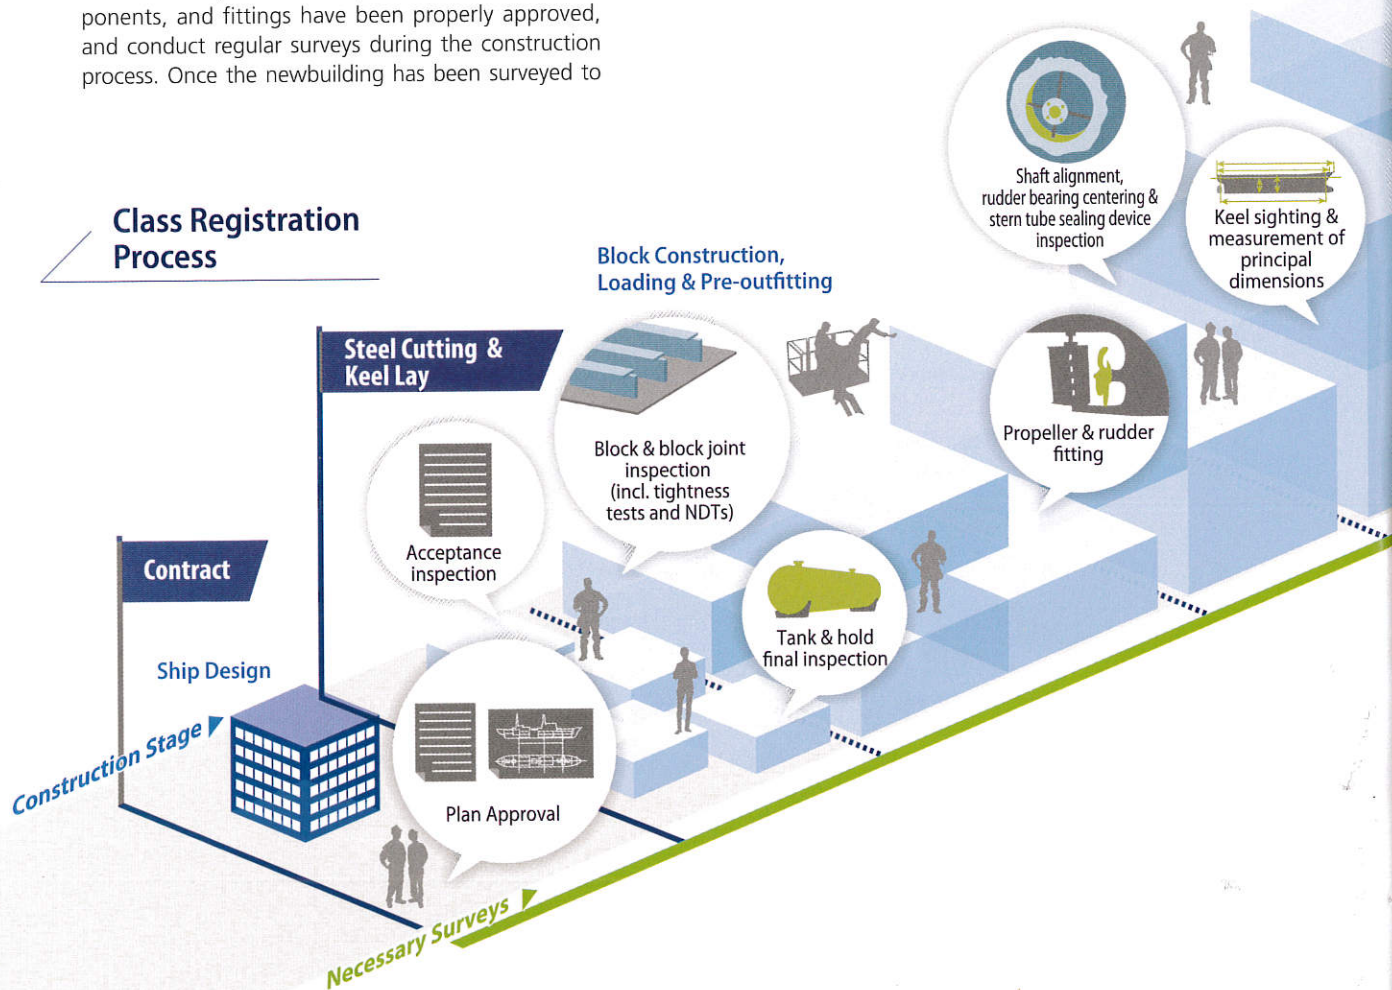 ponents, and fittings have been properly approved,
and conduct regular surveys during the construction
process. Once the newbuilding has been surveyed to
Class Registration
Process
Contract
Ship Design
Construction Stage
Steel Cutting &
Keel Lay
Acceptance
inspection
Plan Approval
Necessary Surveys
Block Construction,
Loading & Pre-outfitting
Block & block joint
inspection
(incl. tightness
tests and NDTs)
Tank & hold
final inspection
Propeller & rudder
fitting
Shaft alignment,
rudder bearing centering &
stern tube sealing device
inspection
Keel sighting &
measurement of
principal
dimensions